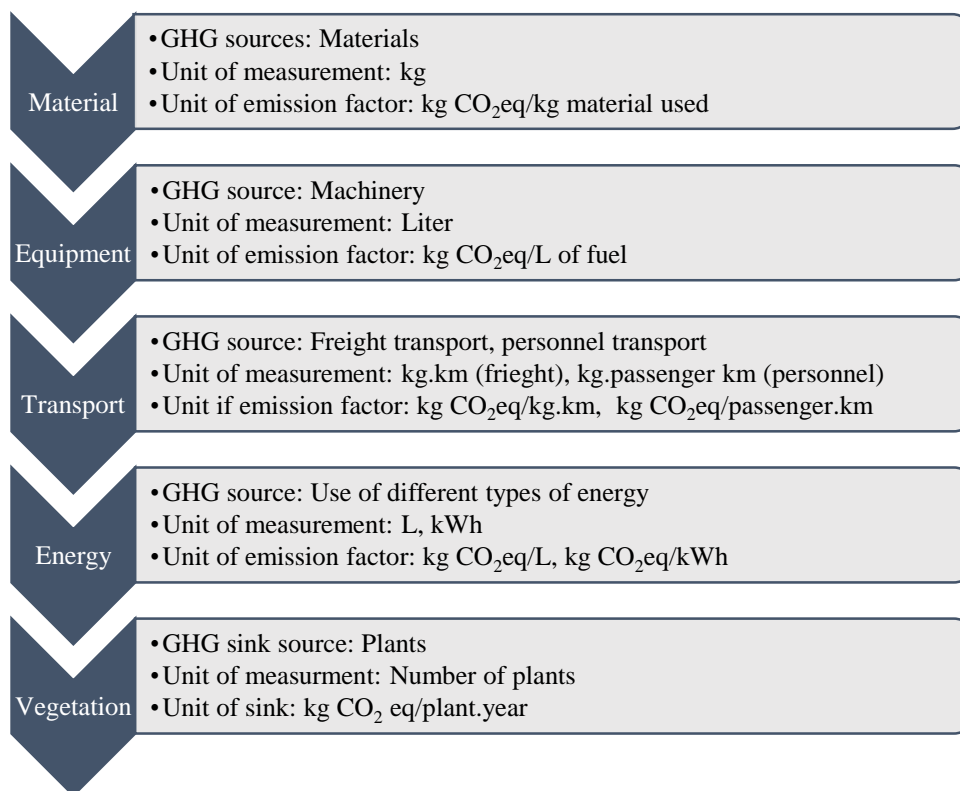 Material
•GHG sources: Materials
•Unit of measurement: kg
•Unit of emission factor: kg CO₂eq/kg material used
Equipment
•GHG source: Machinery
•Unit of measurement: Liter
•Unit of emission factor: kg CO₂eq/L of fuel
Transport
•GHG source: Freight transport, personnel transport
•Unit of measurement: kg.km (frieght), kg.passenger km (personnel)
•Unit if emission factor: kg CO₂eq/kg.km, kg CO₂eq/passenger.km
Energy
•GHG source: Use of different types of energy
•Unit of measurement: L, kWh
•Unit of emission factor: kg CO₂eq/L, kg CO₂eq/kWh
Vegetation
•GHG sink source: Plants
•Unit of measurment: Number of plants
•Unit of sink: kg CO₂ eq/plant.year